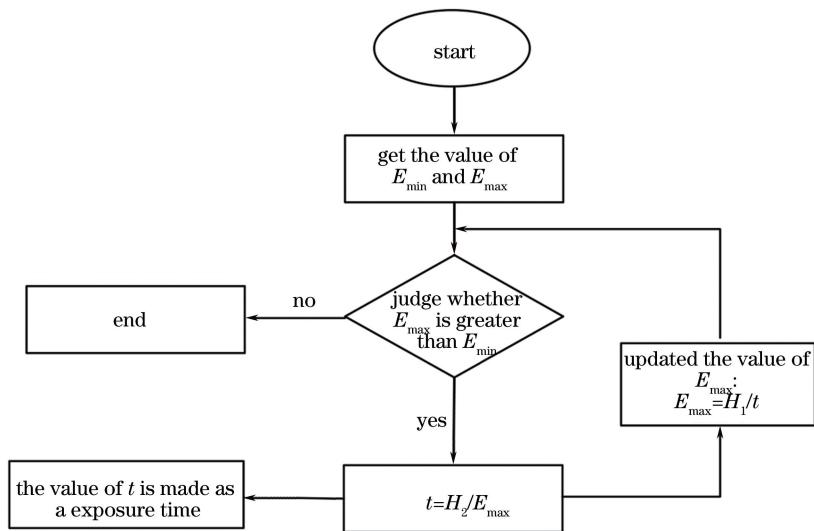 start
get the value of
E_min and E_max
judge whether
E_max is greater
than E_min
no
end
yes
updated the value of
E_max:
E_max=H_1/t
t=H_2/E_max
the value of t is made as
a exposure time